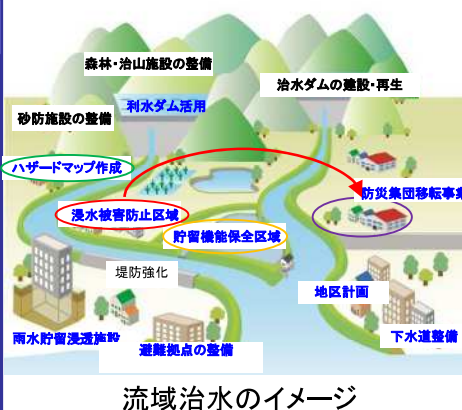 森林・治山施設の整備
治水ダムの建設・再生
利水ダム活用
砂防施設の整備
ハザードマップ作成
防災集団移転事業
浸水被害防止区域
貯留機能保全区域
堤防強化
地区計画
雨水貯留浸透施設
避難拠点の整備
下水道整備
流域治水のイメージ